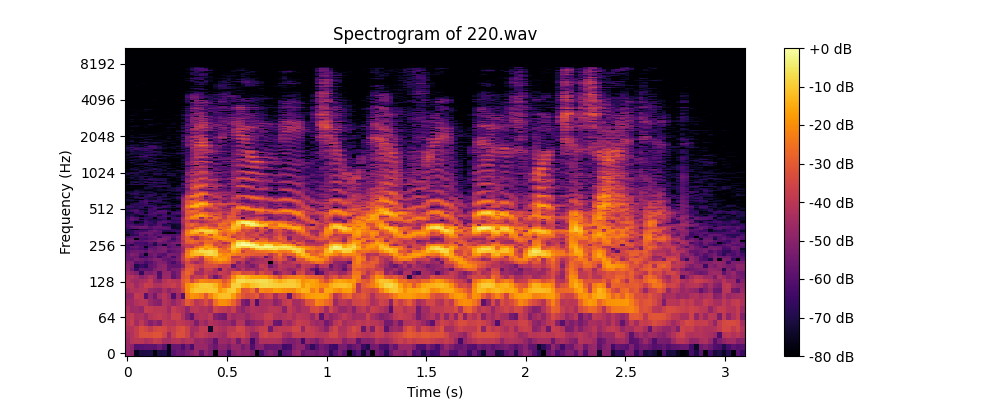 Spectrogram of 220.wav
8192
4096
2048
1024
512
256
128
64
0
Frequency (Hz)
0 0.5 1 1.5 2 2.5 3
Time (s)
+0 dB
-10 dB
-20 dB
-30 dB
-40 dB
-50 dB
-60 dB
-70 dB
-80 dB